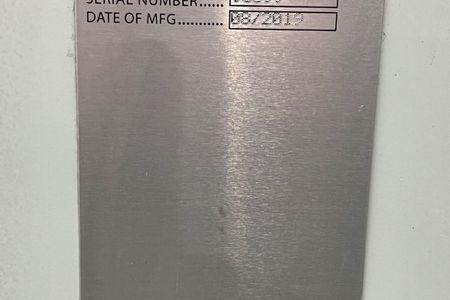 SERIAL NUMBER......
DATE OF MFG........... 08/2019